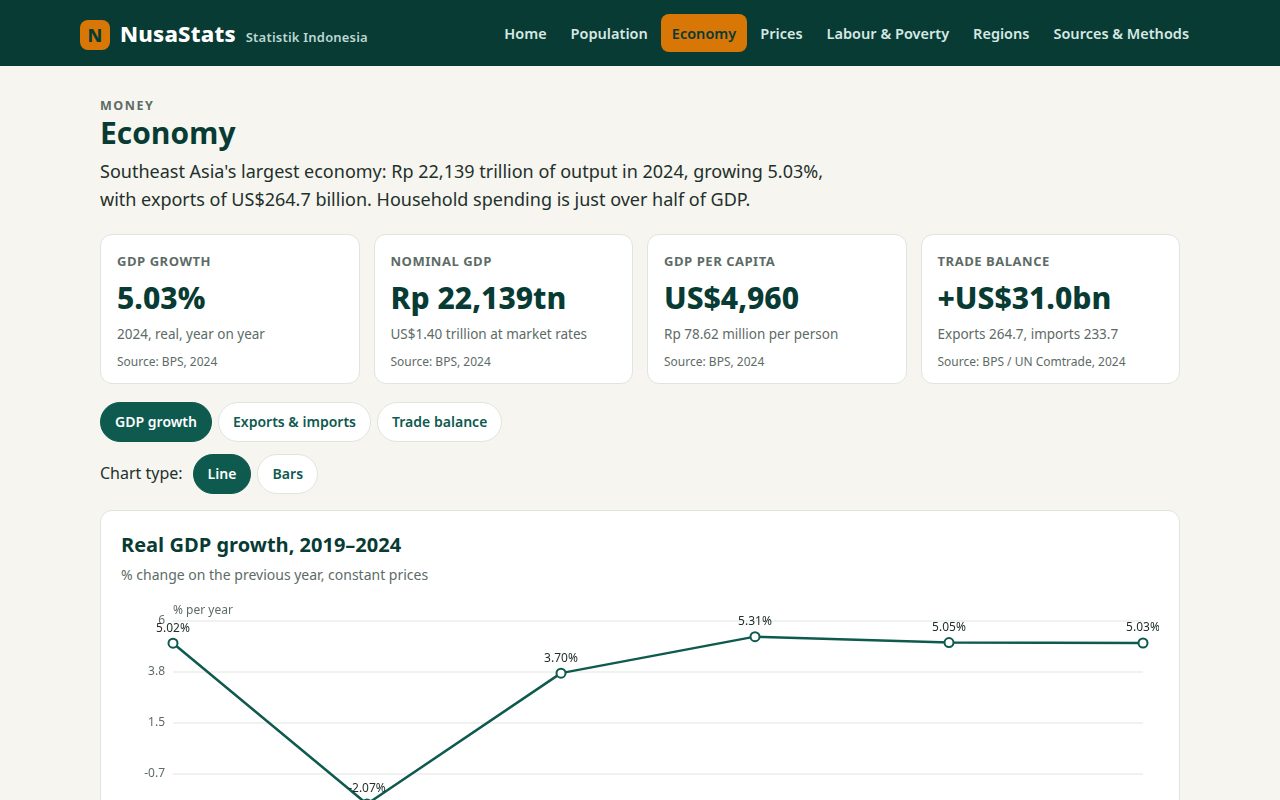 N NusaStats Statistik Indonesia
Home Population Economy Prices Labour & Poverty Regions Sources & Methods
MONEY
Economy
Southeast Asia's largest economy: Rp 22,139 trillion of output in 2024, growing 5.03%,
with exports of US$264.7 billion. Household spending is just over half of GDP.
GDP GROWTH
5.03%
2024, real, year on year
Source: BPS, 2024
NOMINAL GDP
Rp 22,139tn
US$1.40 trillion at market rates
Source: BPS, 2024
GDP PER CAPITA
US$4,960
Rp 78.62 million per person
Source: BPS, 2024
TRADE BALANCE
+US$31.0bn
Exports 264.7, imports 233.7
Source: BPS / UN Comtrade, 2024
GDP growth Exports & imports Trade balance
Chart type: Line Bars
Real GDP growth, 2019–2024
% change on the previous year, constant prices
% per year
6
5.02% 5.31% 5.05% 5.03%
3.70%
3.8
1.5
-0.7
-2.07%